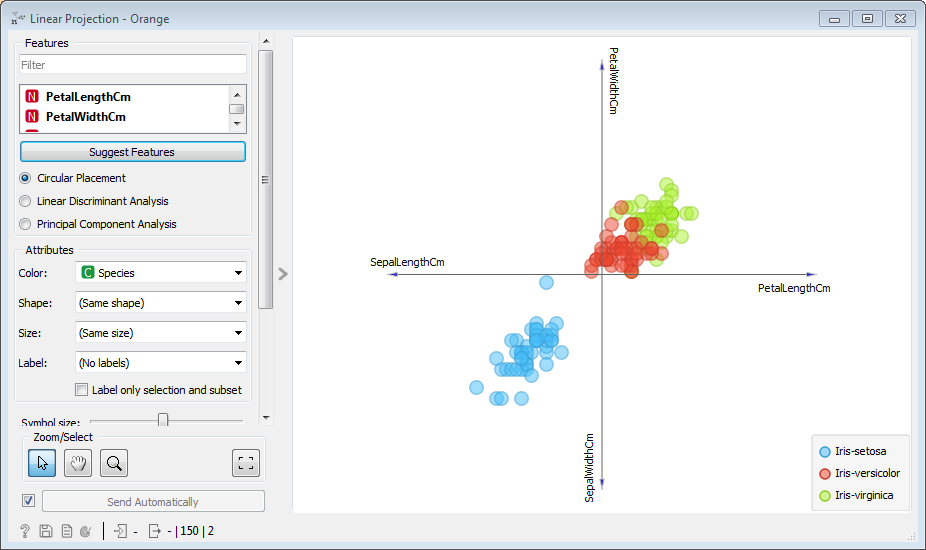 Linear Projection - Orange
Features
Filter
N PetalLengthCm
N PetalWidthCm
Suggest Features
Circular Placement
Linear Discriminant Analysis
Principal Component Analysis
Attributes
Color: C Species
Shape: (Same shape)
Size: (Same size)
Label: (No labels)
Label only selection and subset
Symbol size:
Zoom/Select
Send Automatically
? - - | 150 | 2
PetalWidthCm
SepalLengthCm
PetalLengthCm
SepalWidthCm
Iris-setosa
Iris-versicolor
Iris-virginica